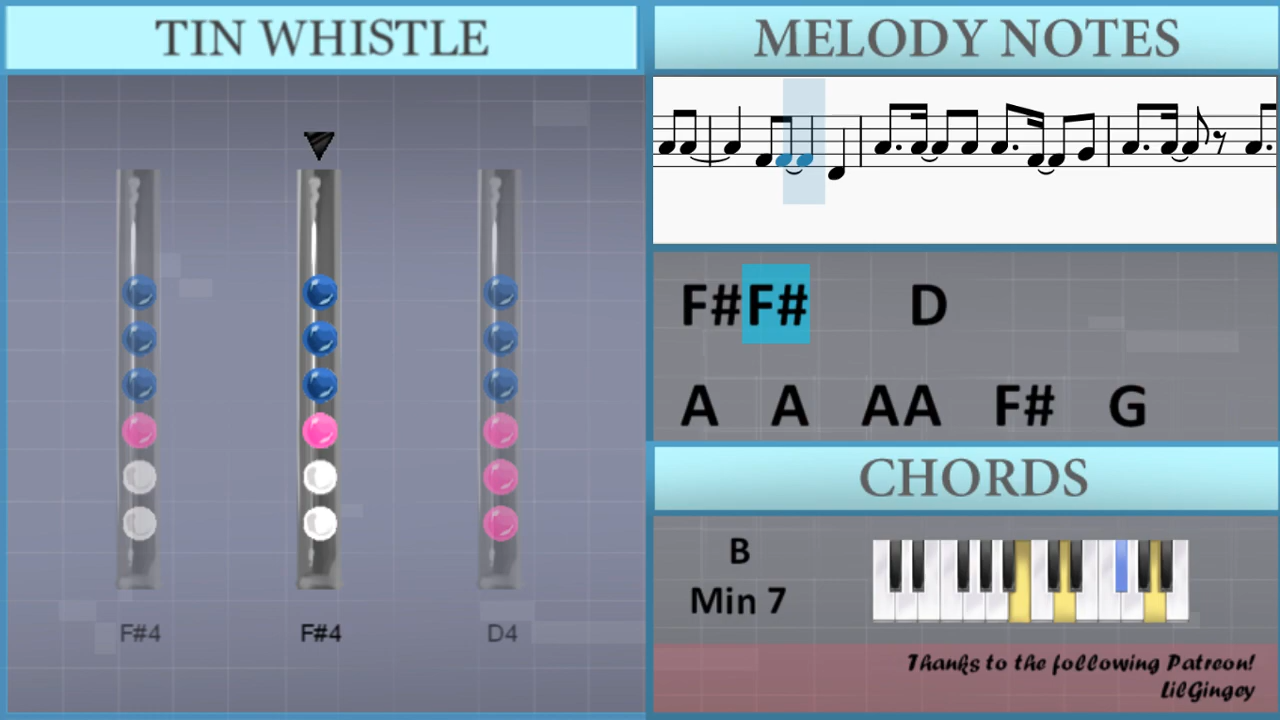 TIN WHISTLE
F#4 F#4 D4
MELODY NOTES
F# F# D
A A AA F# G
CHORDS
B
Min 7
Thanks to the following Patreon!
LilGingey